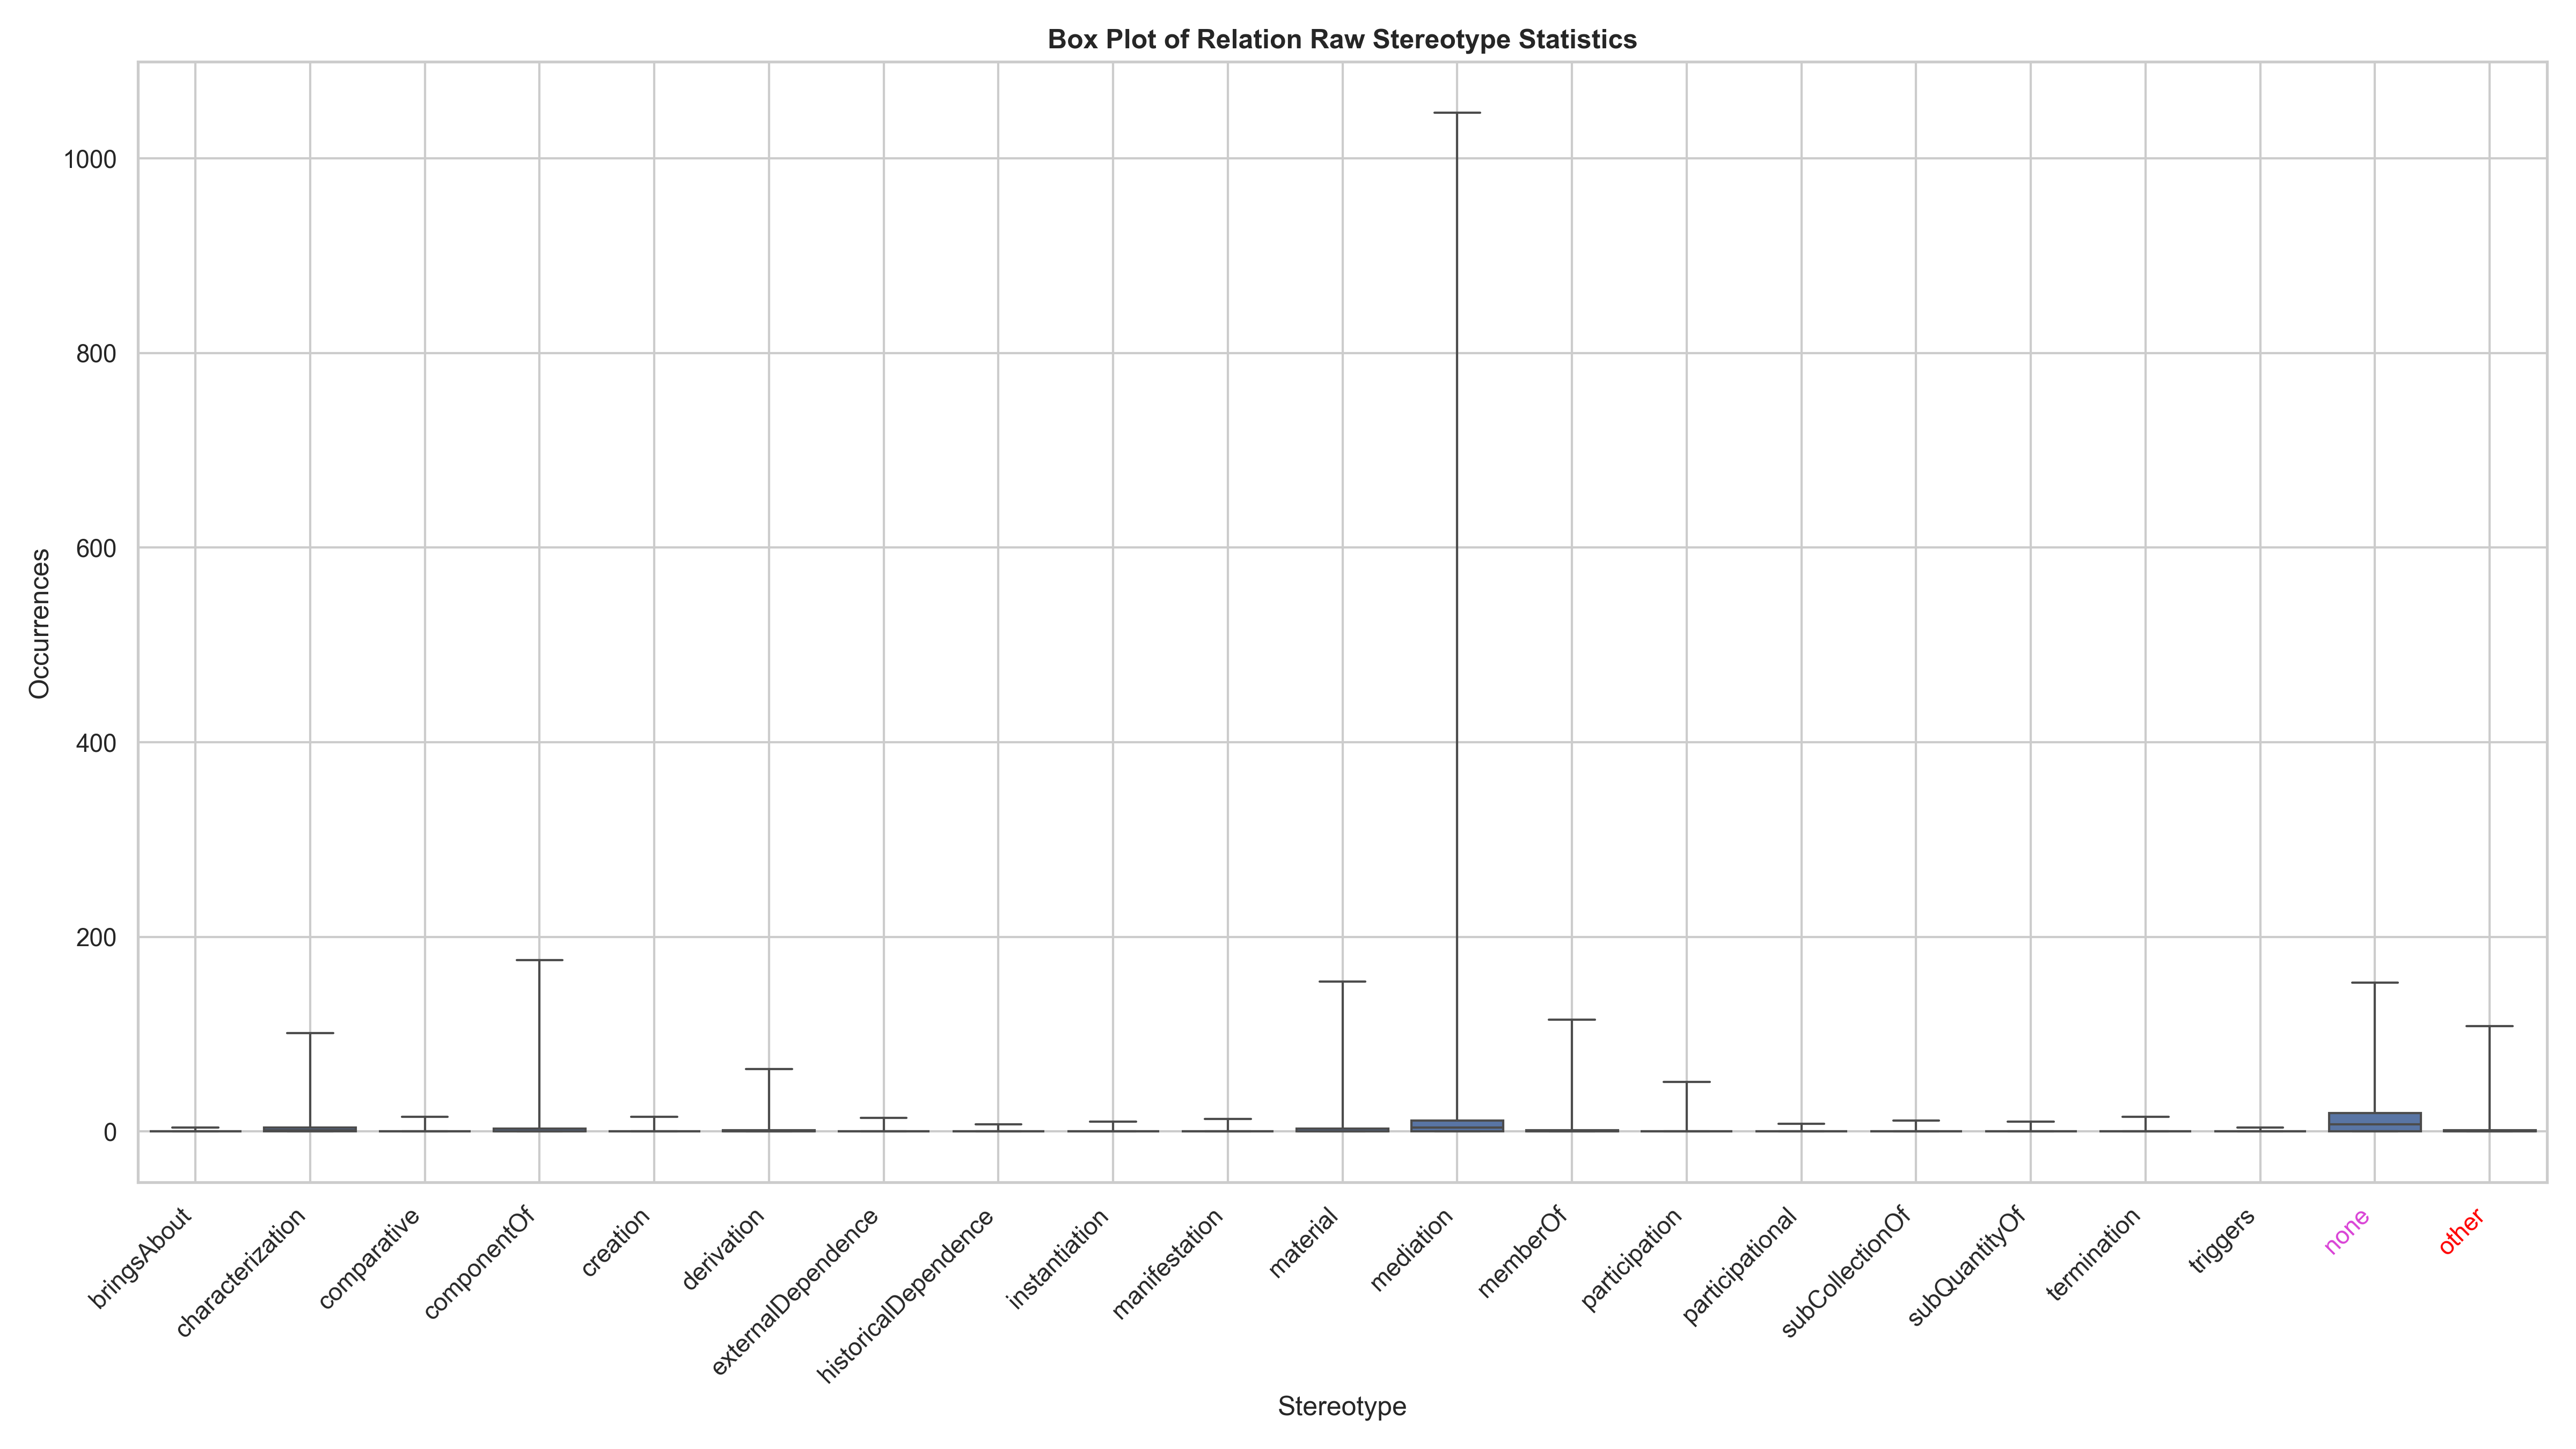 Box Plot of Relation Raw Stereotype Statistics
Occurrences
1000
800
600
400
200
0
bringsAbout
characterization
comparative
componentOf
creation
derivation
externalDependence
historicalDependence
instantiation
manifestation
material
mediation
memberOf
participation
participational
subCollectionOf
subQuantityOf
termination
triggers
none
other
Stereotype